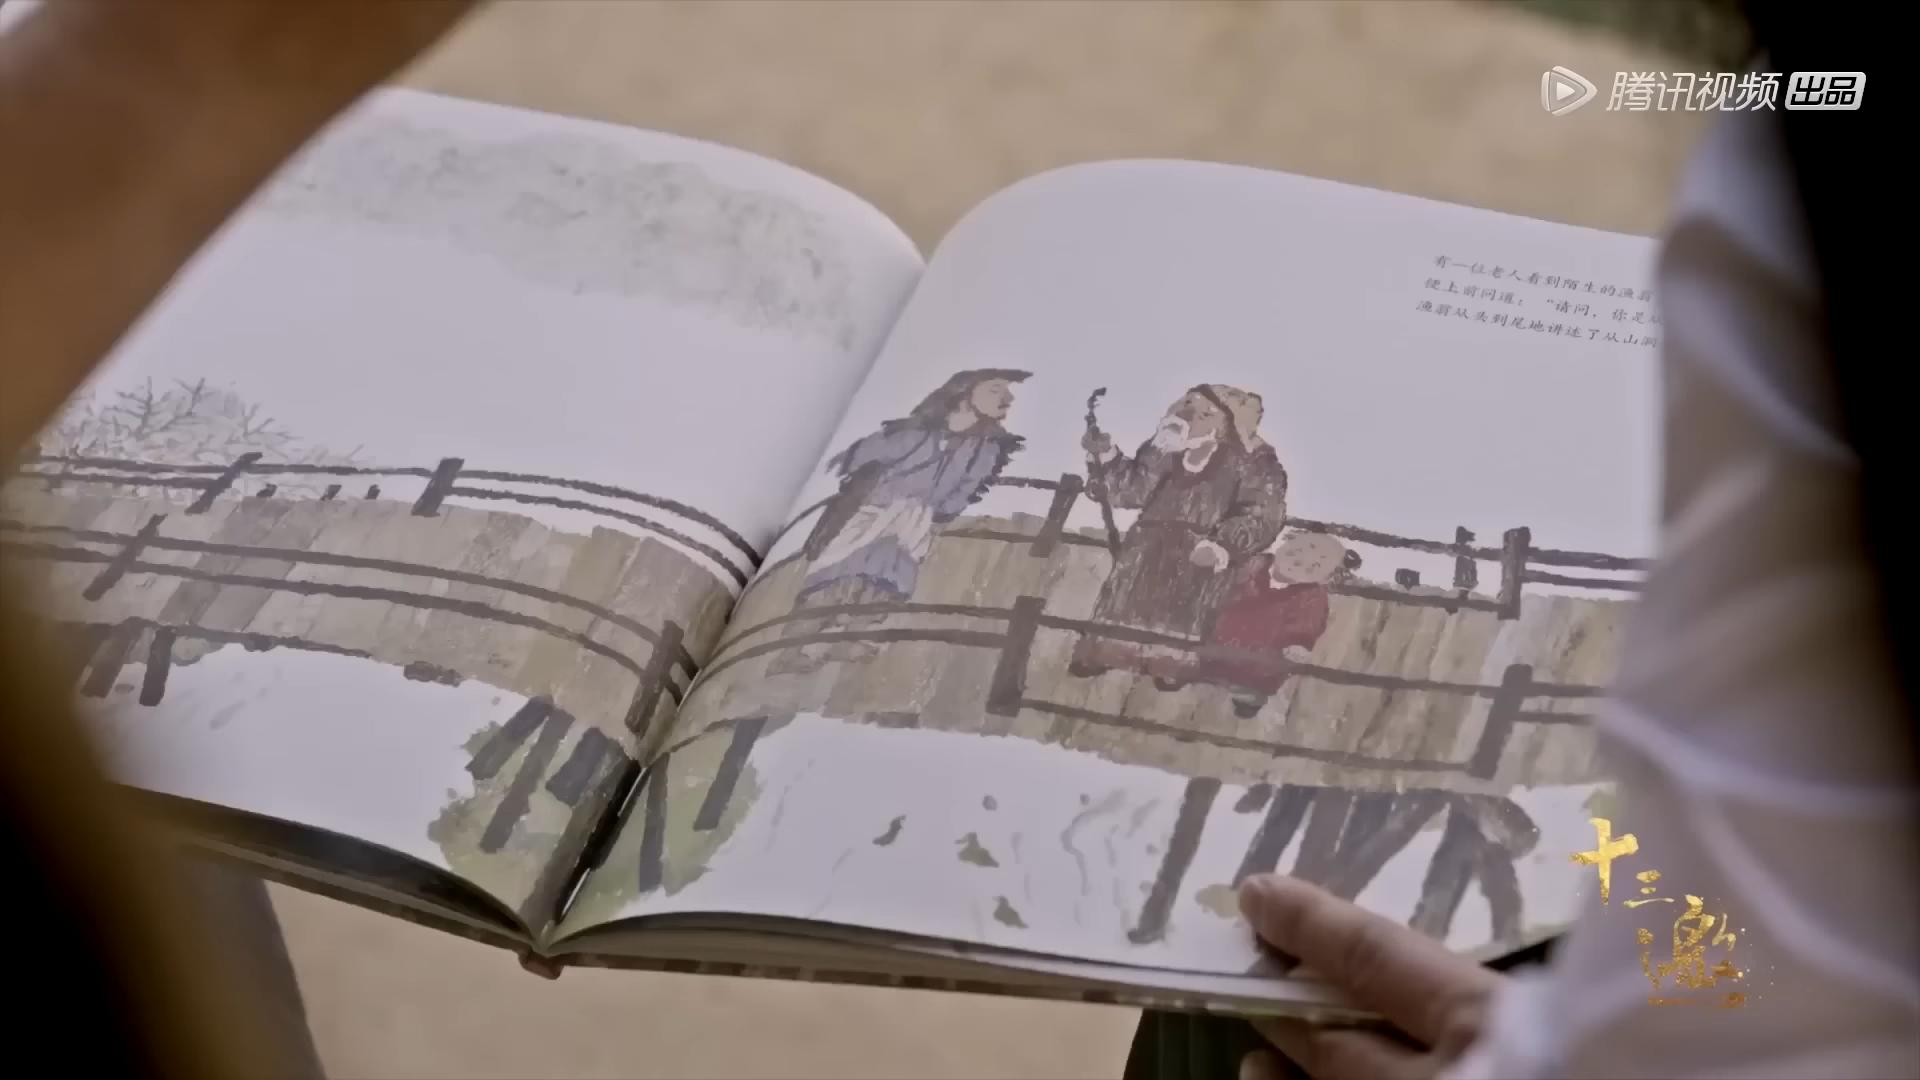 腾讯视频 出品
有一位老人看到陌生的渔翁
便上前问道：“请问，你是从
渔翁从头到尾地讲述了从山洞
十三邀